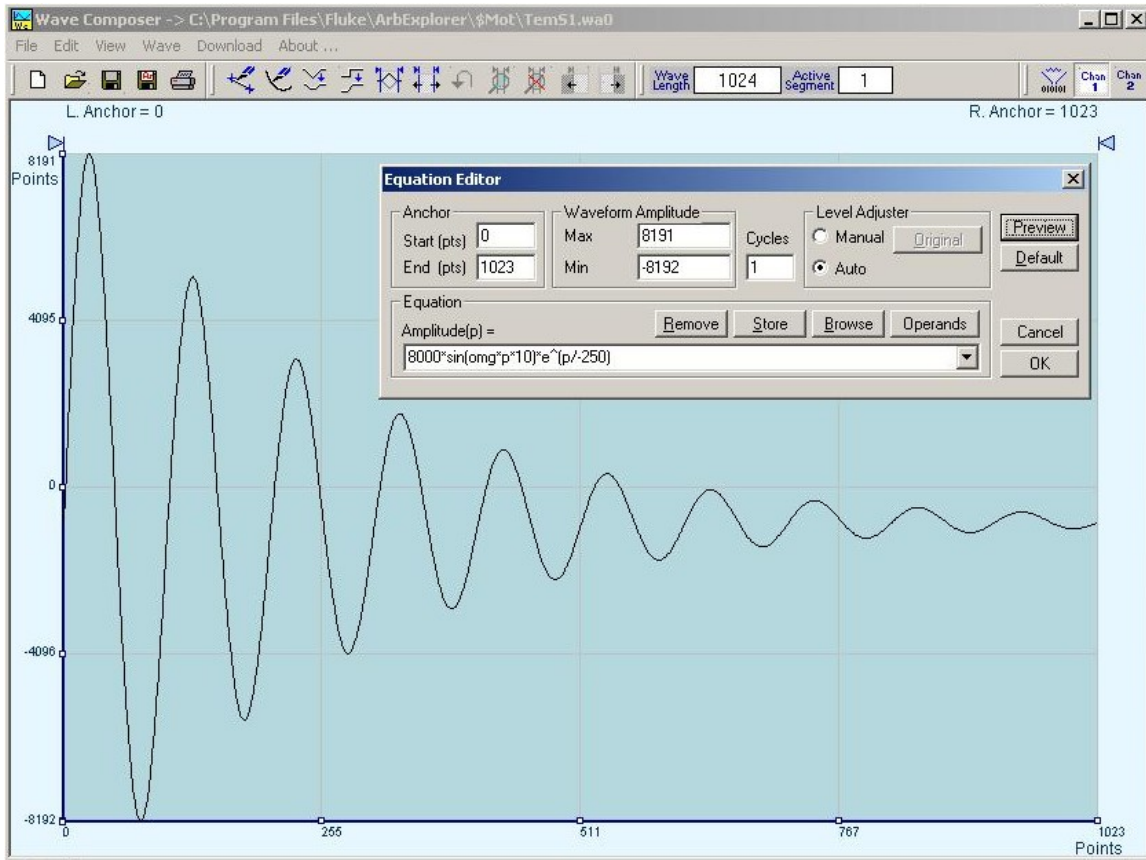 Wave Composer -> C:\Program Files\Fluke\ArbExplorer\$Mot\TemS1.wa0
File Edit View Wave Download About ...
Wave Length 1024 Active Segment 1 010101 Chan 1 Chan 2
L. Anchor = 0 R. Anchor = 1023
8191
Points
4095
0
-4096
-8192
0 255 511 767 1023
Points
Equation Editor
Anchor
Start (pts) 0
End (pts) 1023
Waveform Amplitude
Max 8191
Min -8192
Cycles
1
Level Adjuster
Manual Original
Auto
Preview
Default
Equation
Amplitude(p) =
Remove Store Browse Operands
8000*sin(omg*p*10)*e^(p/-250)
Cancel
OK